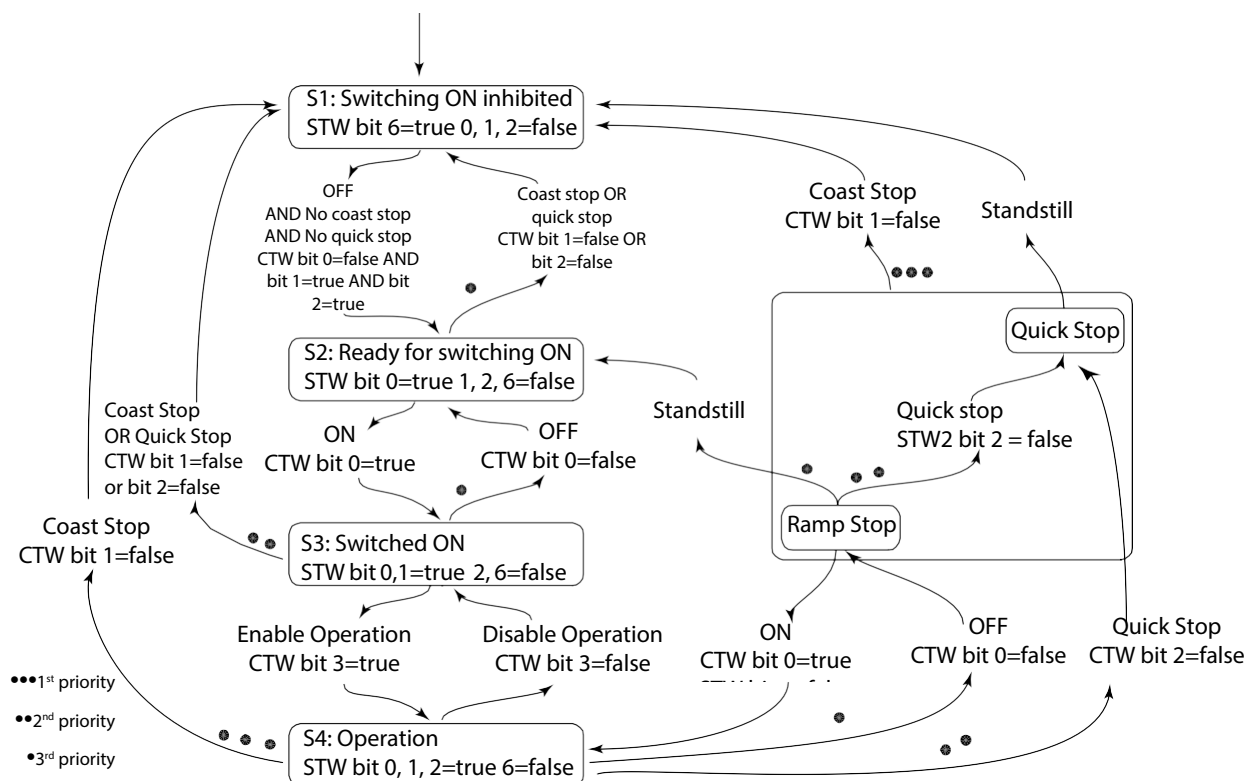 S1: Switching ON inhibited
STW bit 6=true 0, 1, 2=false
OFF
AND No coast stop
AND No quick stop
CTW bit 0=false AND
bit 1=true AND bit
2=true
Coast stop OR
quick stop
CTW bit 1=false OR
bit 2=false
Coast Stop
CTW bit 1=false
Standstill
S2: Ready for switching ON
STW bit 0=true 1, 2, 6=false
Quick Stop
Coast Stop
OR Quick Stop
CTW bit 1=false
or bit 2=false
ON
CTW bit 0=true
OFF
CTW bit 0=false
Standstill
Quick stop
STW2 bit 2 = false
Coast Stop
CTW bit 1=false
S3: Switched ON
STW bit 0,1=true 2, 6=false
Ramp Stop
Enable Operation
CTW bit 3=true
Disable Operation
CTW bit 3=false
ON
CTW bit 0=true
OFF
CTW bit 0=false
Quick Stop
CTW bit 2=false
•••1st priority
••2nd priority
•3rd priority
S4: Operation
STW bit 0, 1, 2=true 6=false